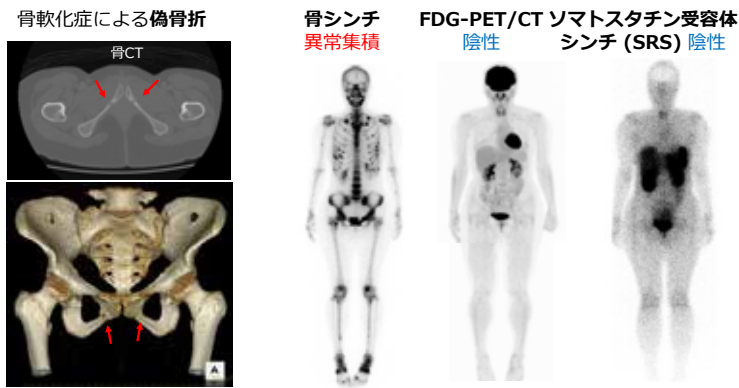 骨軟化症による偽骨折
骨CT
A
骨シンチ
異常集積
FDG-PET/CT
陰性
ソマトスタチン受容体
シンチ (SRS) 陰性